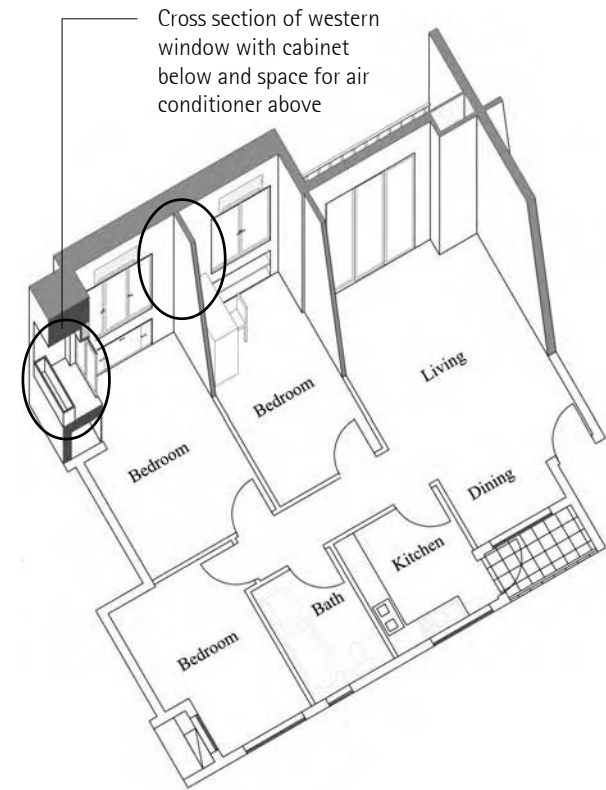 Cross section of western
window with cabinet
below and space for air
conditioner above
Living
Bedroom
Bedroom
Dining
Kitchen
Bath
Bedroom